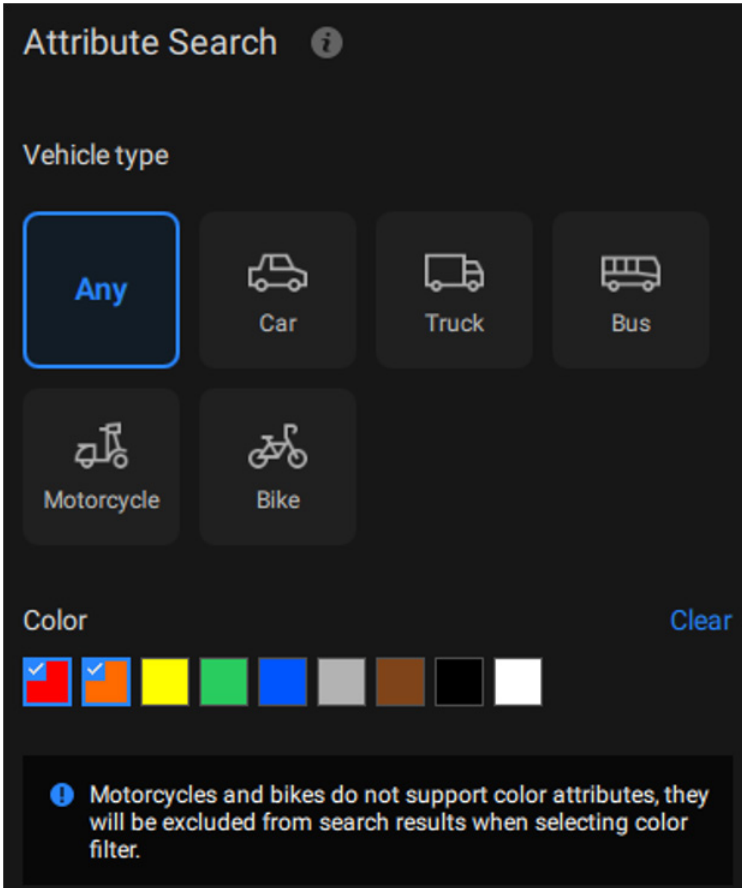 Attribute Search
Vehicle type
Any
Car
Truck
Bus
Motorcycle
Bike
Color
Clear
Motorcycles and bikes do not support color attributes, they
will be excluded from search results when selecting color
filter.